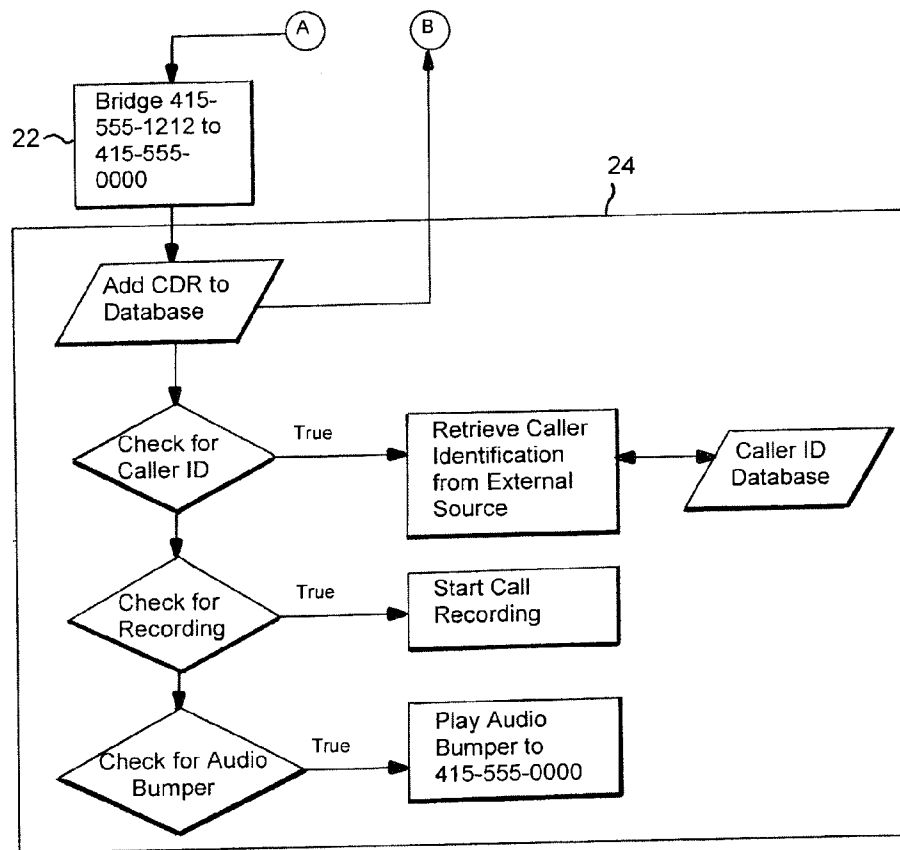 A
B
22
Bridge 415-
555-1212 to
415-555-
0000
24
Add CDR to
Database
Check for
Caller ID
True
Retrieve Caller
Identification
from External
Source
Caller ID
Database
Check for
Recording
True
Start Call
Recording
Check for Audio
Bumper
True
Play Audio
Bumper to
415-555-0000